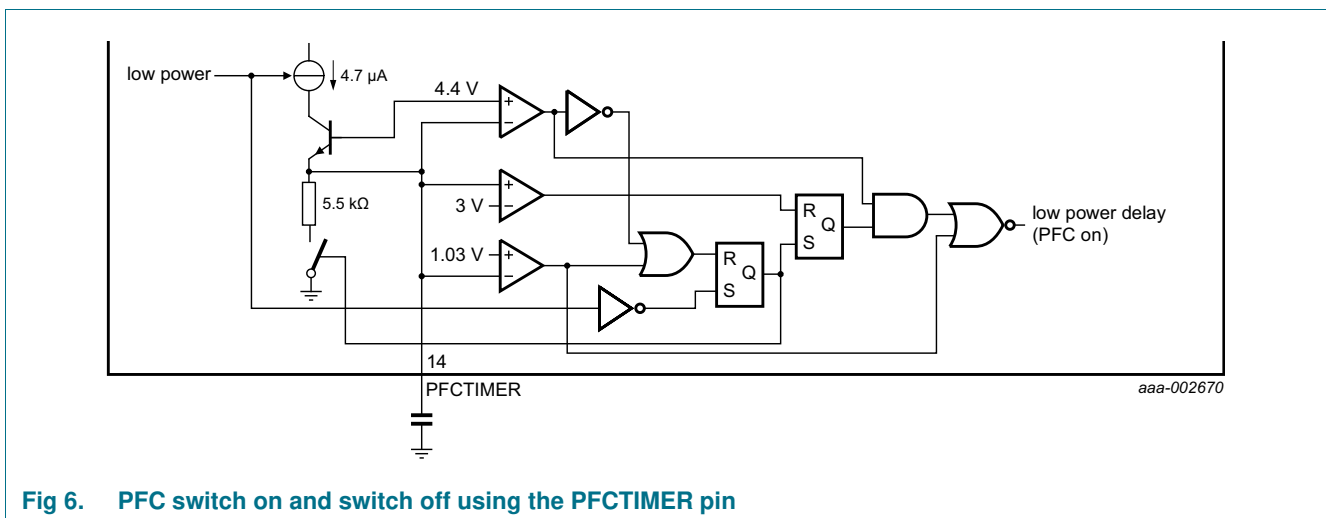 low power
4.7 µA
4.4 V
+
−
5.5 kΩ
+
3 V
−
R
Q
S
low power delay
(PFC on)
1.03 V
+
−
R
Q
S
14
PFCTIMER
aaa-002670
Fig 6. PFC switch on and switch off using the PFCTIMER pin